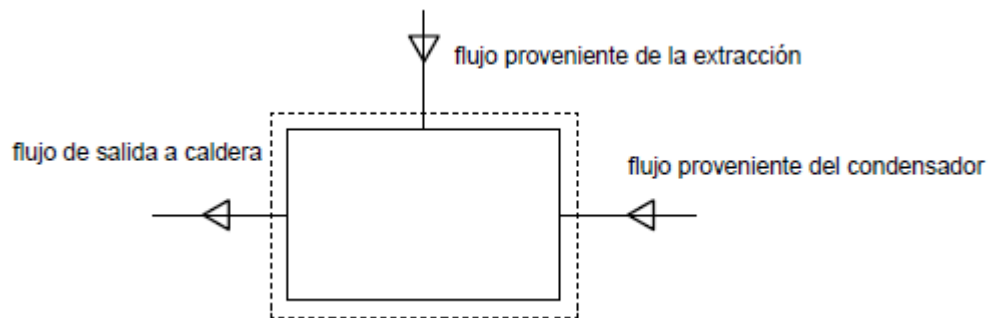 flujo proveniente de la extracción
flujo de salida a caldera
flujo proveniente del condensador